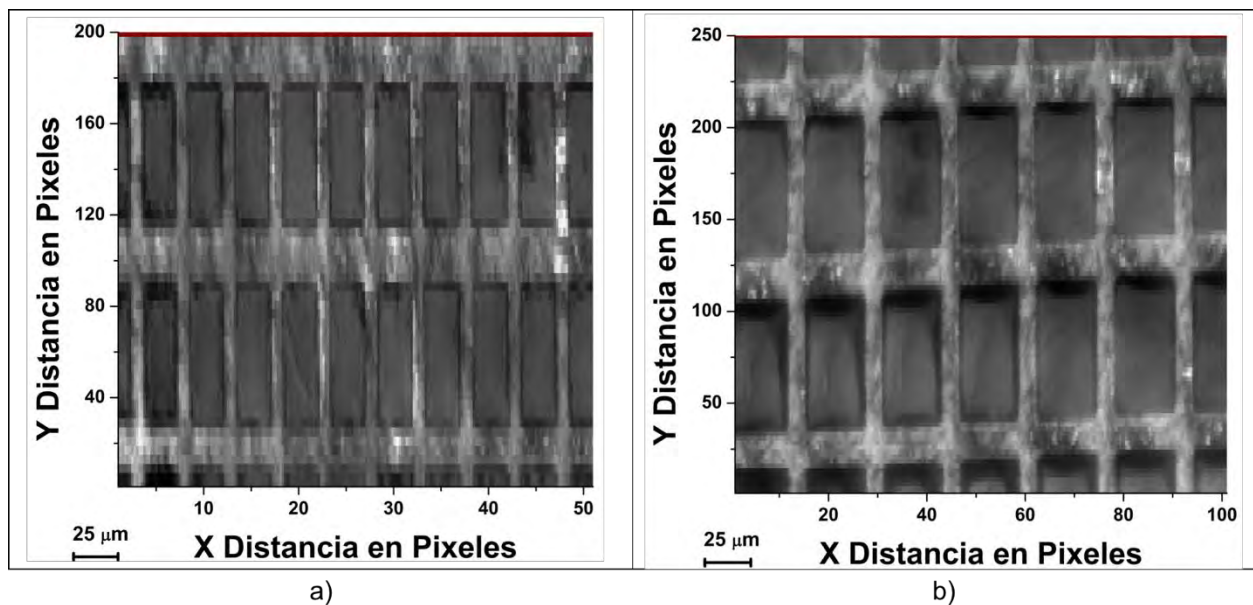 200
160
120
80
40
Y Distancia en Pixeles
10 20 30 40 50
25 μm
X Distancia en Pixeles
a)
250
200
150
100
50
Y Distancia en Pixeles
20 40 60 80 100
25 μm
X Distancia en Pixeles
b)